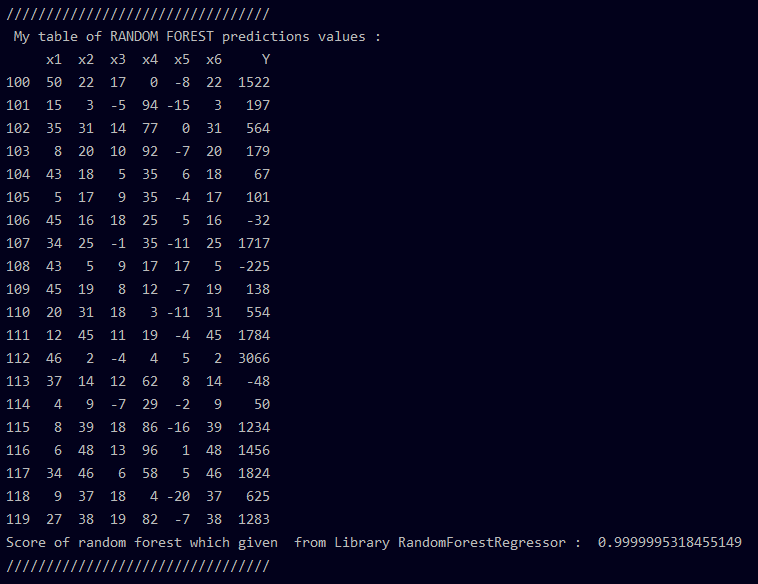 /////////////////////////////////
My table of RANDOM FOREST predictions values :
x1 x2 x3 x4 x5 x6 Y
100 50 22 17 0 -8 22 1522
101 15 3 -5 94 -15 3 197
102 35 31 14 77 0 31 564
103 8 20 10 92 -7 20 179
104 43 18 5 35 6 18 67
105 5 17 9 35 -4 17 101
106 45 16 18 25 5 16 -32
107 34 25 -1 35 -11 25 1717
108 43 5 9 17 17 5 -225
109 45 19 8 12 -7 19 138
110 20 31 18 3 -11 31 554
111 12 45 11 19 -4 45 1784
112 46 2 -4 4 5 2 3066
113 37 14 12 62 8 14 -48
114 4 9 -7 29 -2 9 50
115 8 39 18 86 -16 39 1234
116 6 48 13 96 1 48 1456
117 34 46 6 58 5 46 1824
118 9 37 18 4 -20 37 625
119 27 38 19 82 -7 38 1283
Score of random forest which given  from Library RandomForestRegressor :  0.9999995318455149
/////////////////////////////////